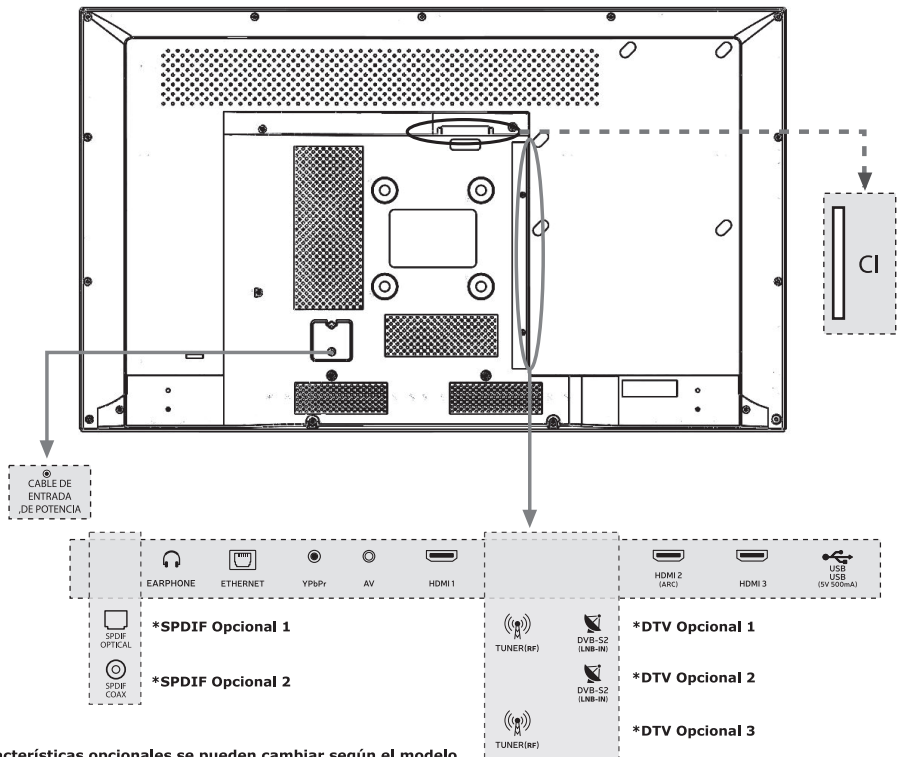 CI
CABLE DE
ENTRADA
,DE POTENCIA
EARPHONE
ETHERNET
YPbPr
AV
HDMI 1
HDMI 2
(ARC)
HDMI 3
USB
USB
(5V 500mA)
SPDIF
OPTICAL
*SPDIF Opcional 1
TUNER(RF)
DVB-S2
(LNB-IN)
*DTV Opcional 1
SPDIF
COAX
*SPDIF Opcional 2
DVB-S2
(LNB-IN)
*DTV Opcional 2
TUNER(RF)
*DTV Opcional 3
opcionales se pueden cambiar según el modelo